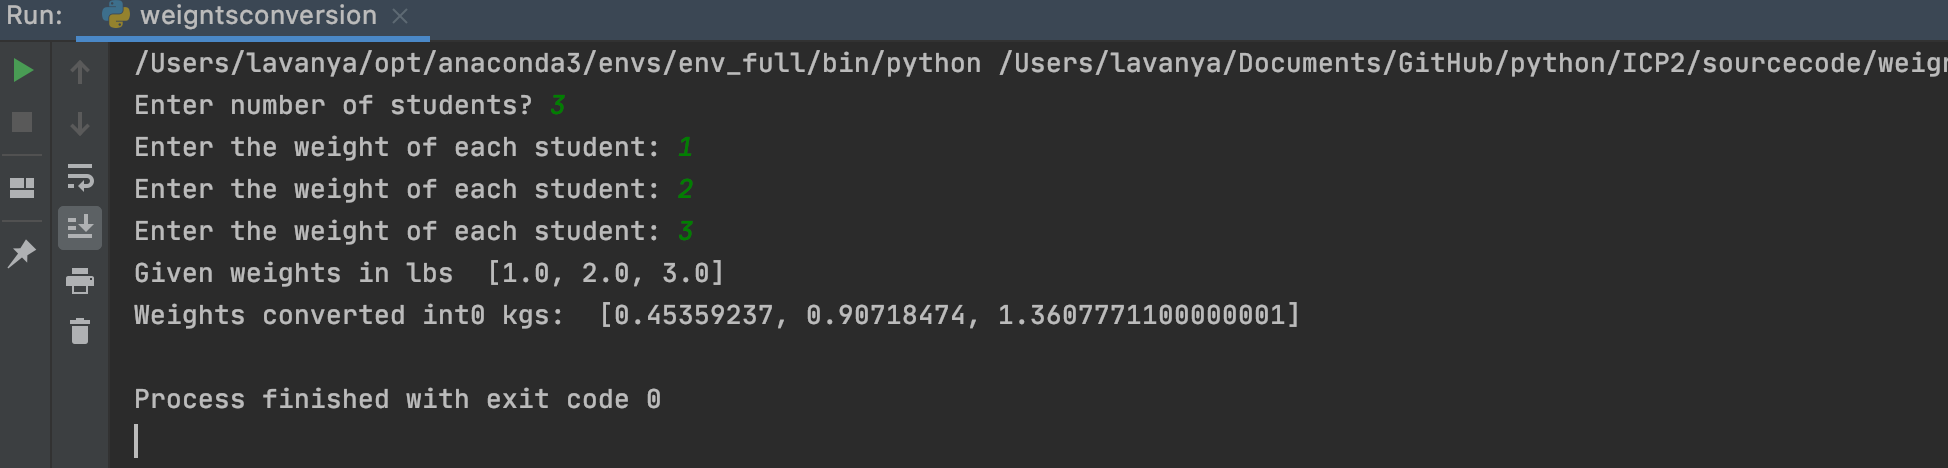 Run: weigntsconversion
/Users/lavanya/opt/anaconda3/envs/env_full/bin/python /Users/lavanya/Documents/GitHub/python/ICP2/sourcecode/weign
Enter number of students? 3
Enter the weight of each student: 1
Enter the weight of each student: 2
Enter the weight of each student: 3
Given weights in lbs  [1.0, 2.0, 3.0]
Weights converted int0 kgs:  [0.45359237, 0.90718474, 1.3607771100000001]
Process finished with exit code 0